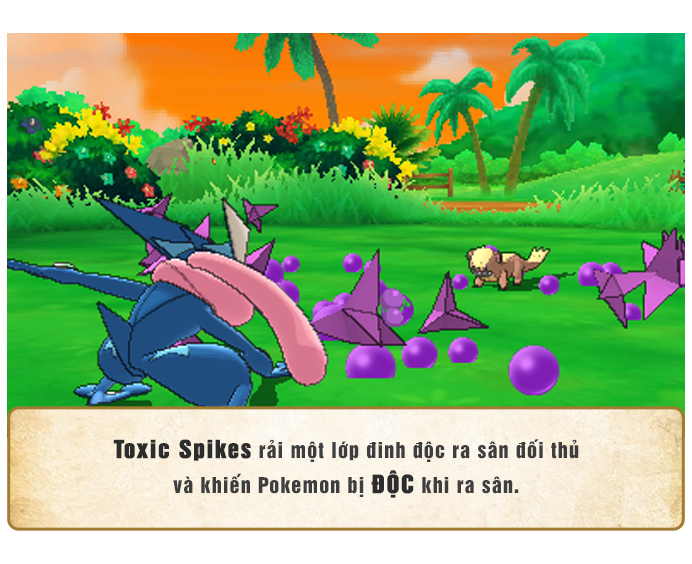 Toxic Spikes rải một lớp đinh độc ra sân đối thủ
và khiến Pokemon bị ĐỘC khi ra sân.